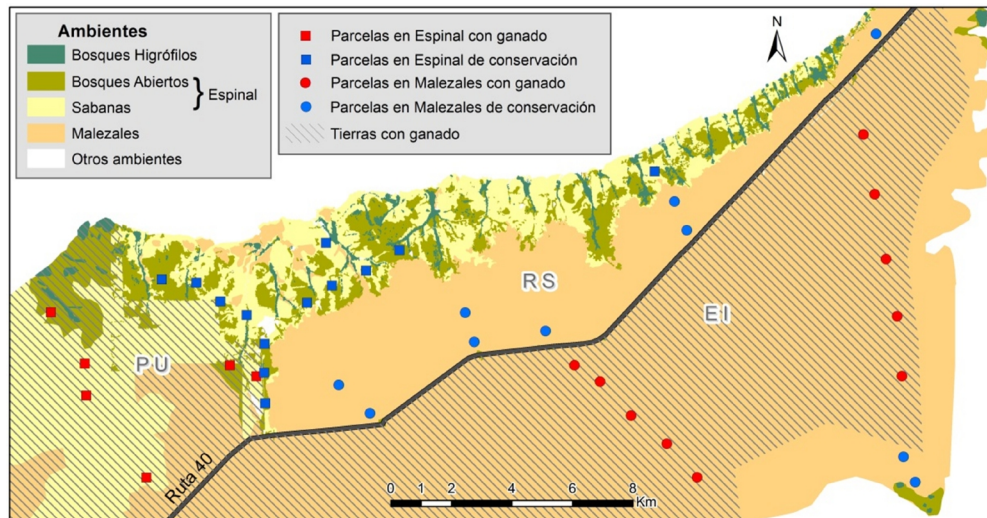 Ambientes
Bosques Higrófilos
Bosques Abiertos
Sabanas
Espinal
Malezales
Otros ambientes
Parcelas en Espinal con ganado
Parcelas en Espinal de conservación
Parcelas en Malezales con ganado
Parcelas en Malezales de conservación
Tierras con ganado
N
RS
EI
PU
Ruta 40
0 2 4 6 8
Km